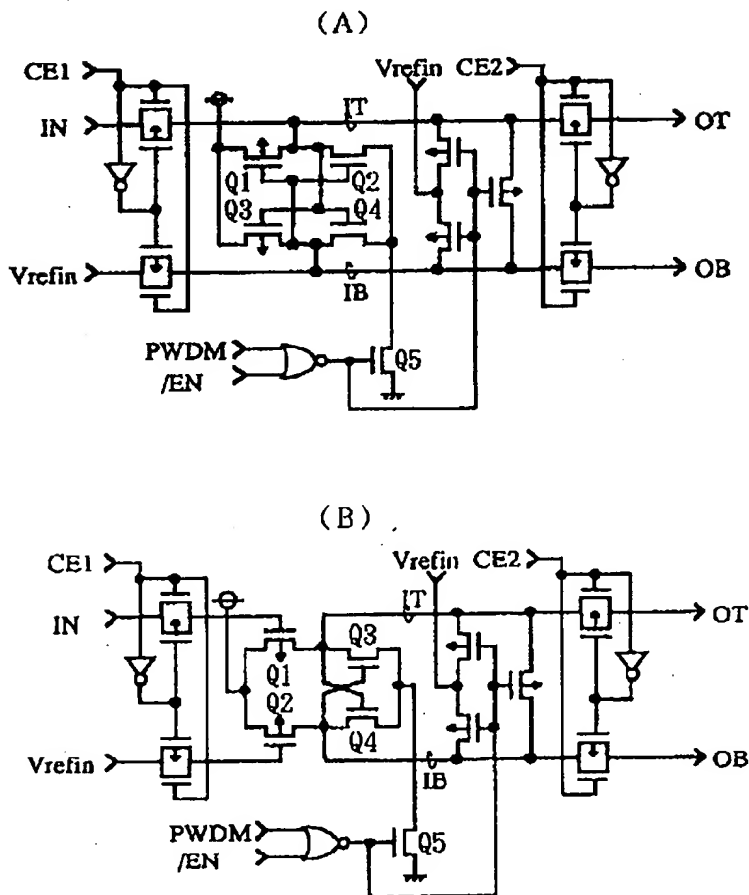 (A)
CE1
Vrefin CE2
IN
IT
OT
Q1
Q2
Q3
Q4
Vrefin
IB
OB
PWDM
/EN
Q5
(B)
CE1
Vrefin CE2
IN
IT
OT
Q3
Q1
Q2
Q4
Vrefin
IB
OB
PWDM
/EN
Q5